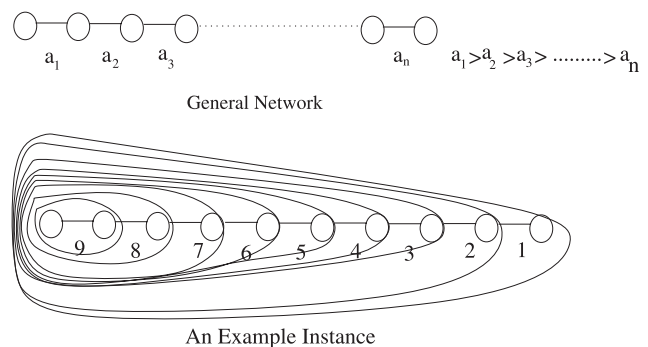 a1 a2 a3 an a1>a2>a3> .........> an
General Network
9 8 7 6 5 4 3 2 1
An Example Instance